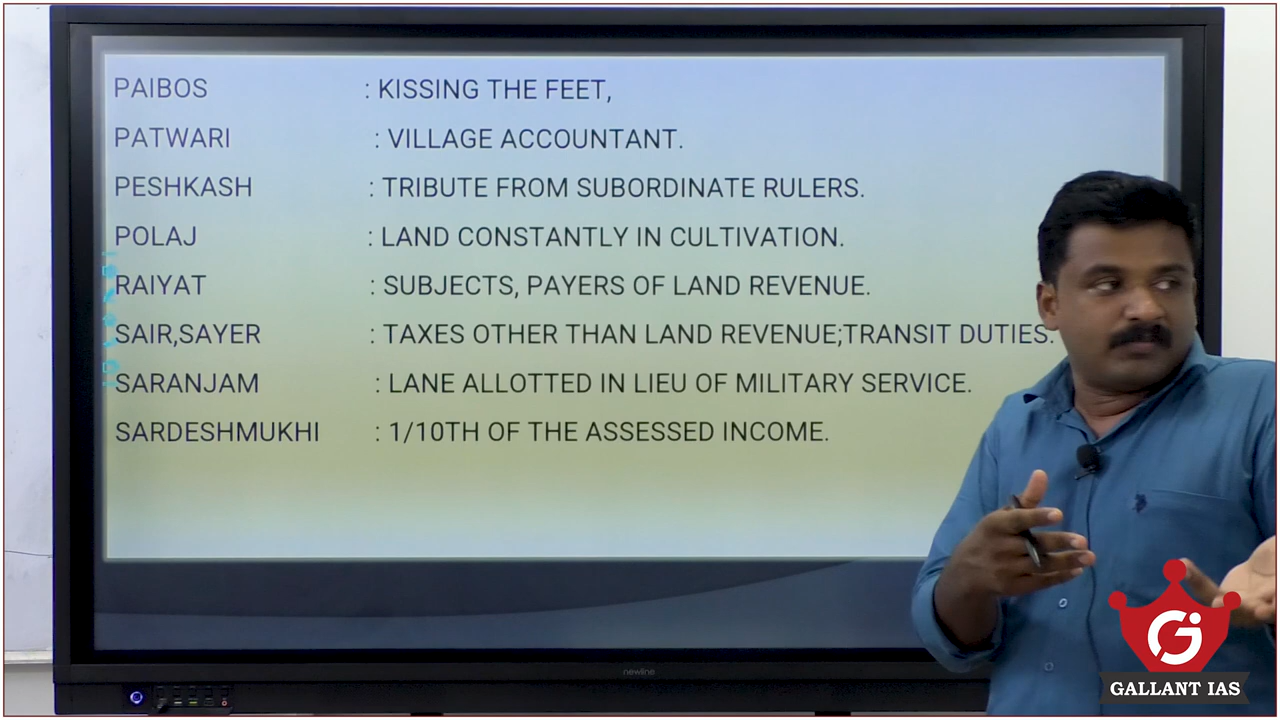 PAIBOS : KISSING THE FEET,
PATWARI : VILLAGE ACCOUNTANT.
PESHKASH : TRIBUTE FROM SUBORDINATE RULERS.
POLAJ : LAND CONSTANTLY IN CULTIVATION.
RAIYAT : SUBJECTS, PAYERS OF LAND REVENUE.
SAIR,SAYER : TAXES OTHER THAN LAND REVENUE;TRANSIT DUTIES.
SARANJAM : LANE ALLOTTED IN LIEU OF MILITARY SERVICE.
SARDESHMUKHI : 1/10TH OF THE ASSESSED INCOME.
newline
GALLANT IAS